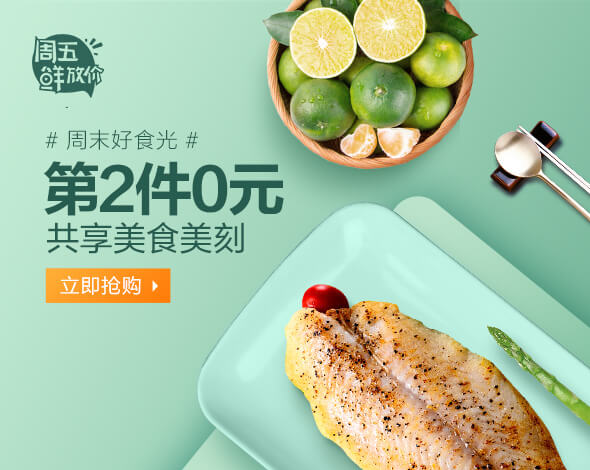 周五
鲜放价
# 周末好食光 #
第2件0元
共享美食美刻
立即抢购